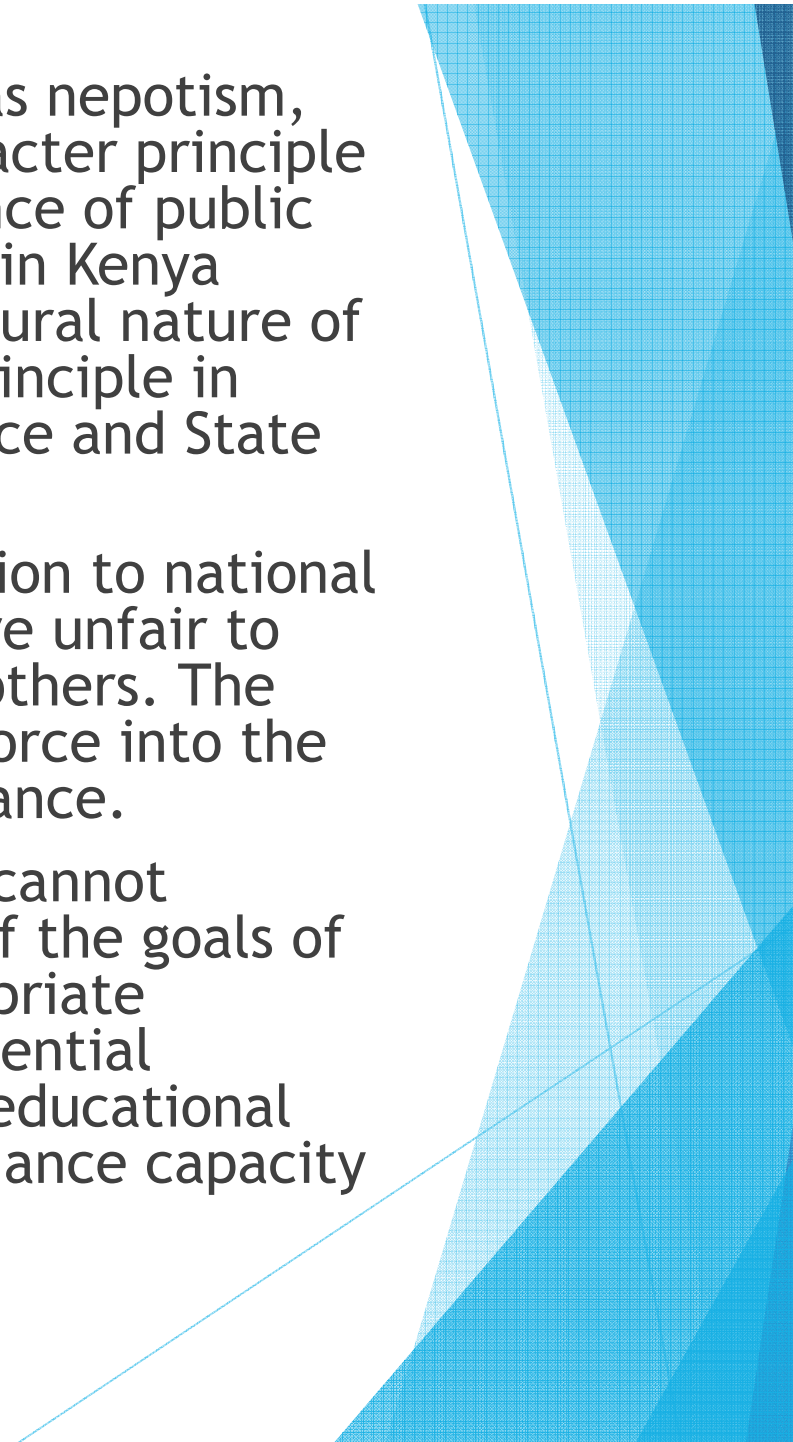 as nepotism,
acter principle
nce of public
in Kenya
ural nature of
inciple in
ce and State
ion to national
re unfair to
others. The
orce into the
ance.
cannot
f the goals of
priate
ential
educational
ance capacity